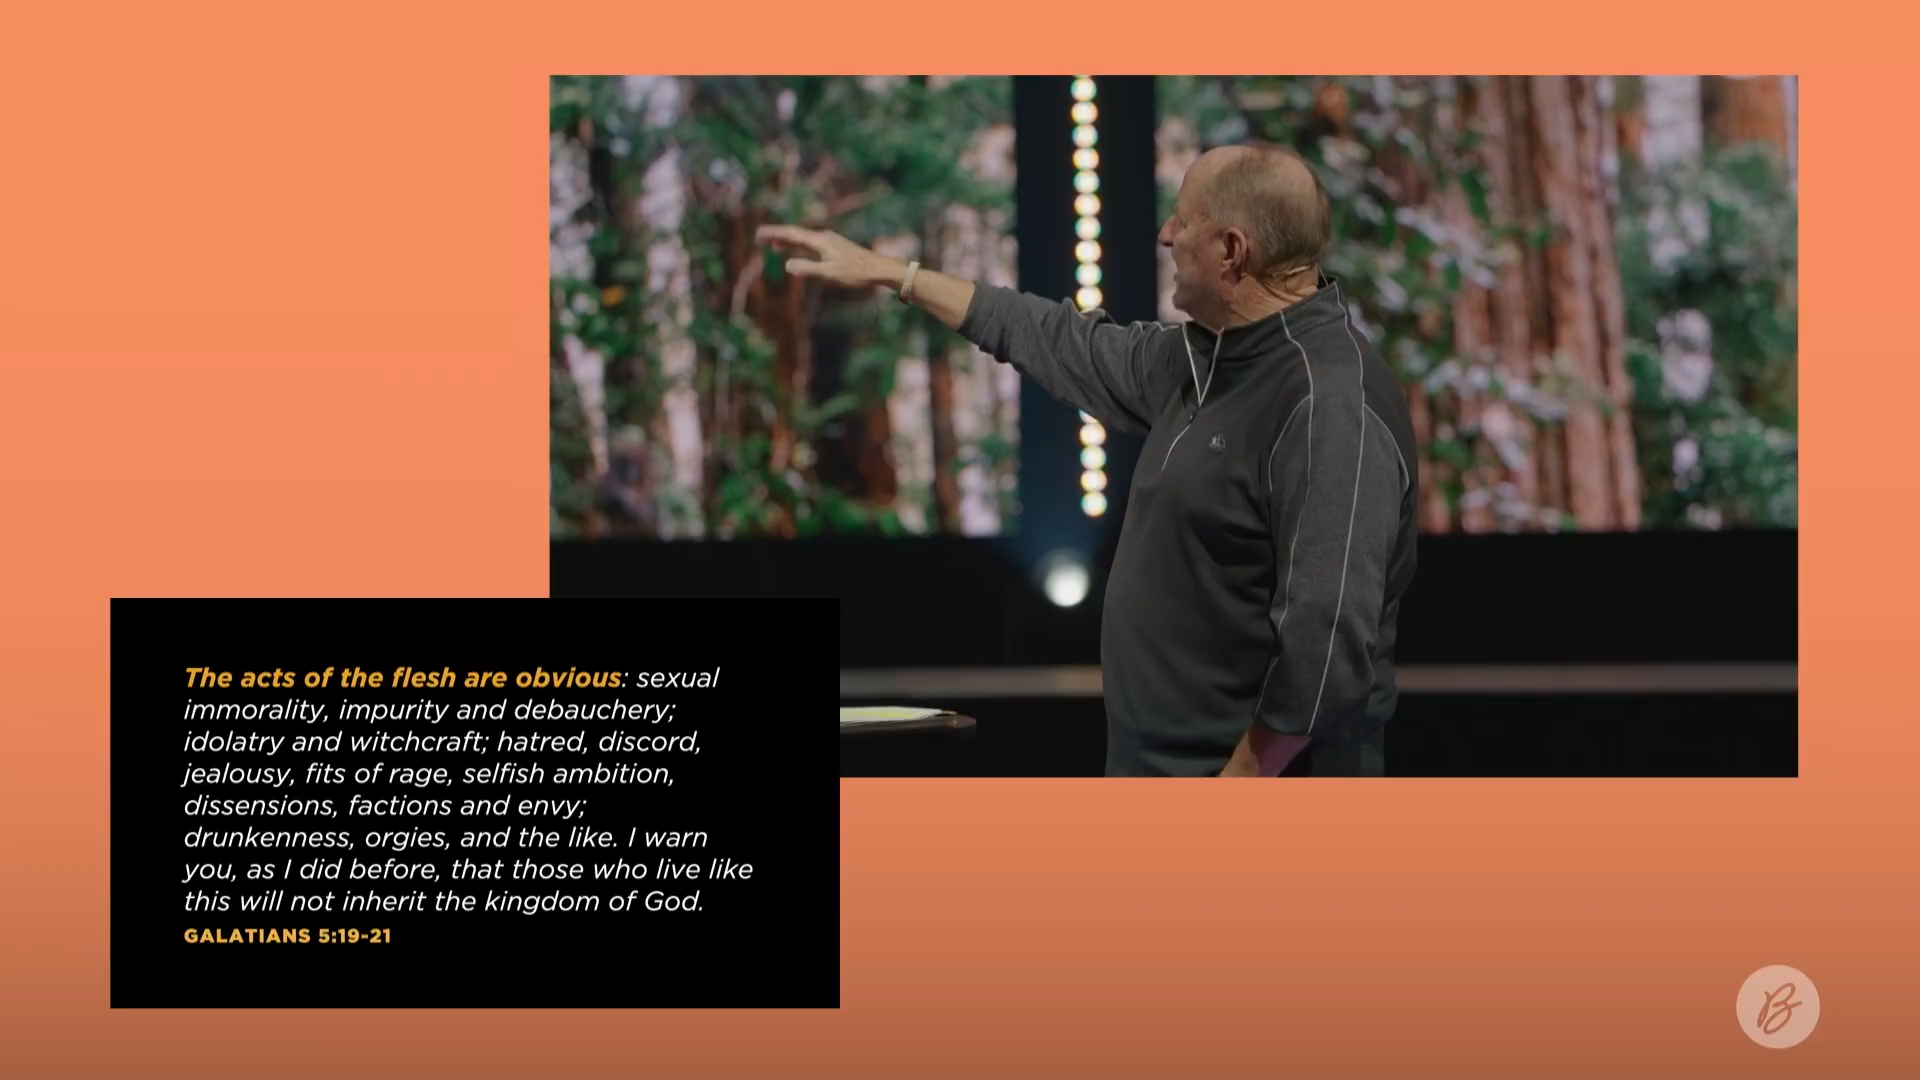 The acts of the flesh are obvious: sexual
immorality, impurity and debauchery;
idolatry and witchcraft; hatred, discord,
jealousy, fits of rage, selfish ambition,
dissensions, factions and envy;
drunkenness, orgies, and the like. I warn
you, as I did before, that those who live like
this will not inherit the kingdom of God.
GALATIANS 5:19-21
B